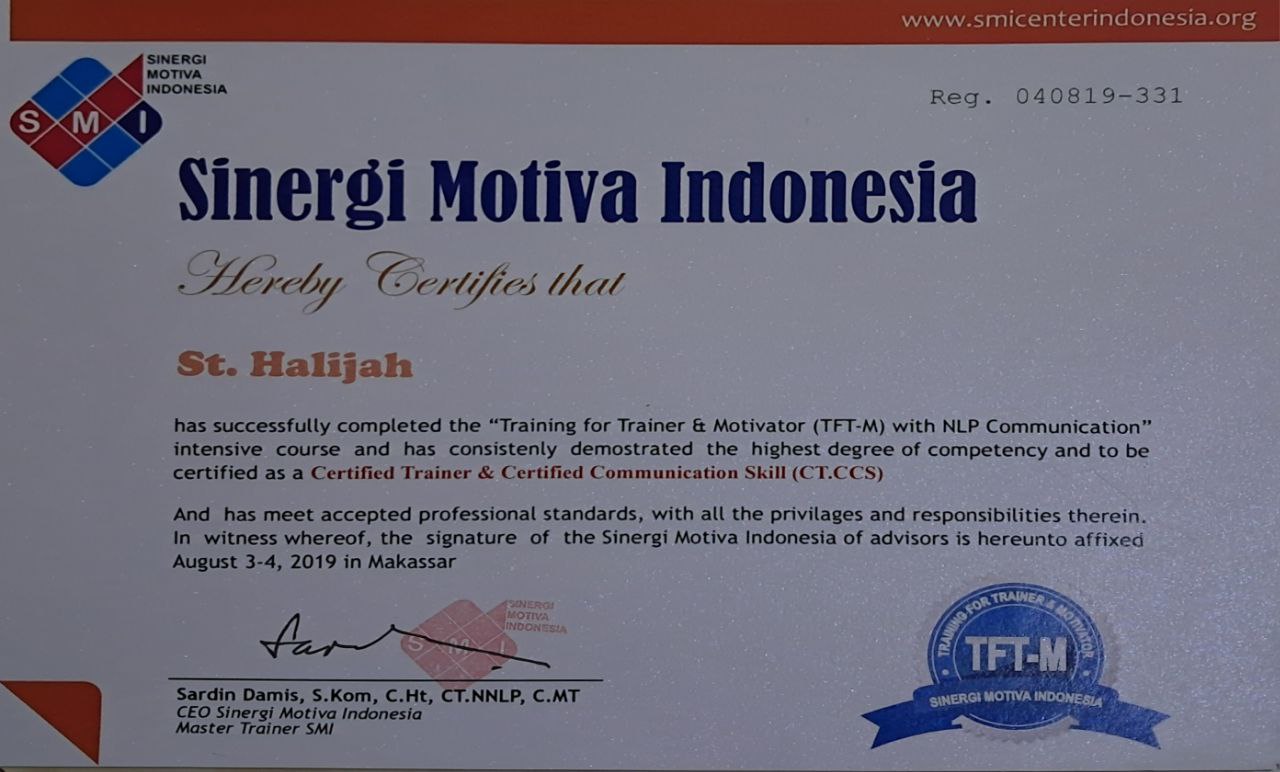 www.smicenterindonesia.org
SINERGI
MOTIVA
INDONESIA
SMI
Reg. 040819-331
Sinergi Motiva Indonesia
Hereby Certifies that
St. Halijah
has successfully completed the “Training for Trainer & Motivator (TFT-M) with NLP Communication”
intensive course and has consistenly demostrated the highest degree of competency and to be
certified as a Certified Trainer & Certified Communication Skill (CT.CCS)
And has meet accepted professional standards, with all the privilages and responsibilities therein.
In witness whereof, the signature of the Sinergi Motiva Indonesia of advisors is hereunto affixed
August 3-4, 2019 in Makassar
SINERGI
MOTIVA
INDONESIA
SMI
Sardin Damis, S.Kom, C.Ht, CT.NNLP, C.MT
CEO Sinergi Motiva Indonesia
Master Trainer SMI
TRAINING FOR TRAINER & MOTIVATOR
TFT-M
SINERGI MOTIVA INDONESIA